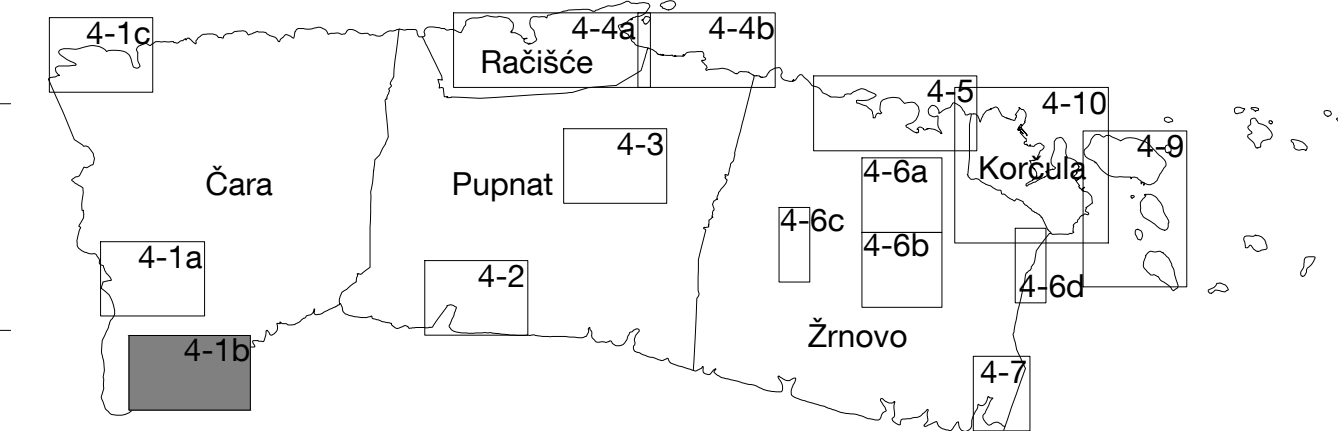 4-1c
4-4a
4-4b
Račišće
4-5
4-10
4-3
4-9
Čara
Pupnat
4-6a
Korčula
4-6c
4-6b
4-1a
4-2
4-6d
Žrnovo
4-1b
4-7